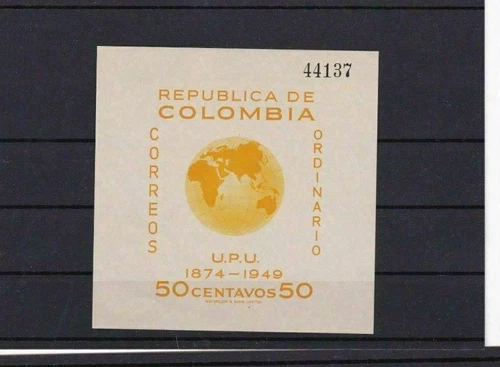 44137
REPUBLICA DE
COLOMBIA
CORREOS
ORDINARIO
U.P.U.
1874-1949
50 CENTAVOS 50